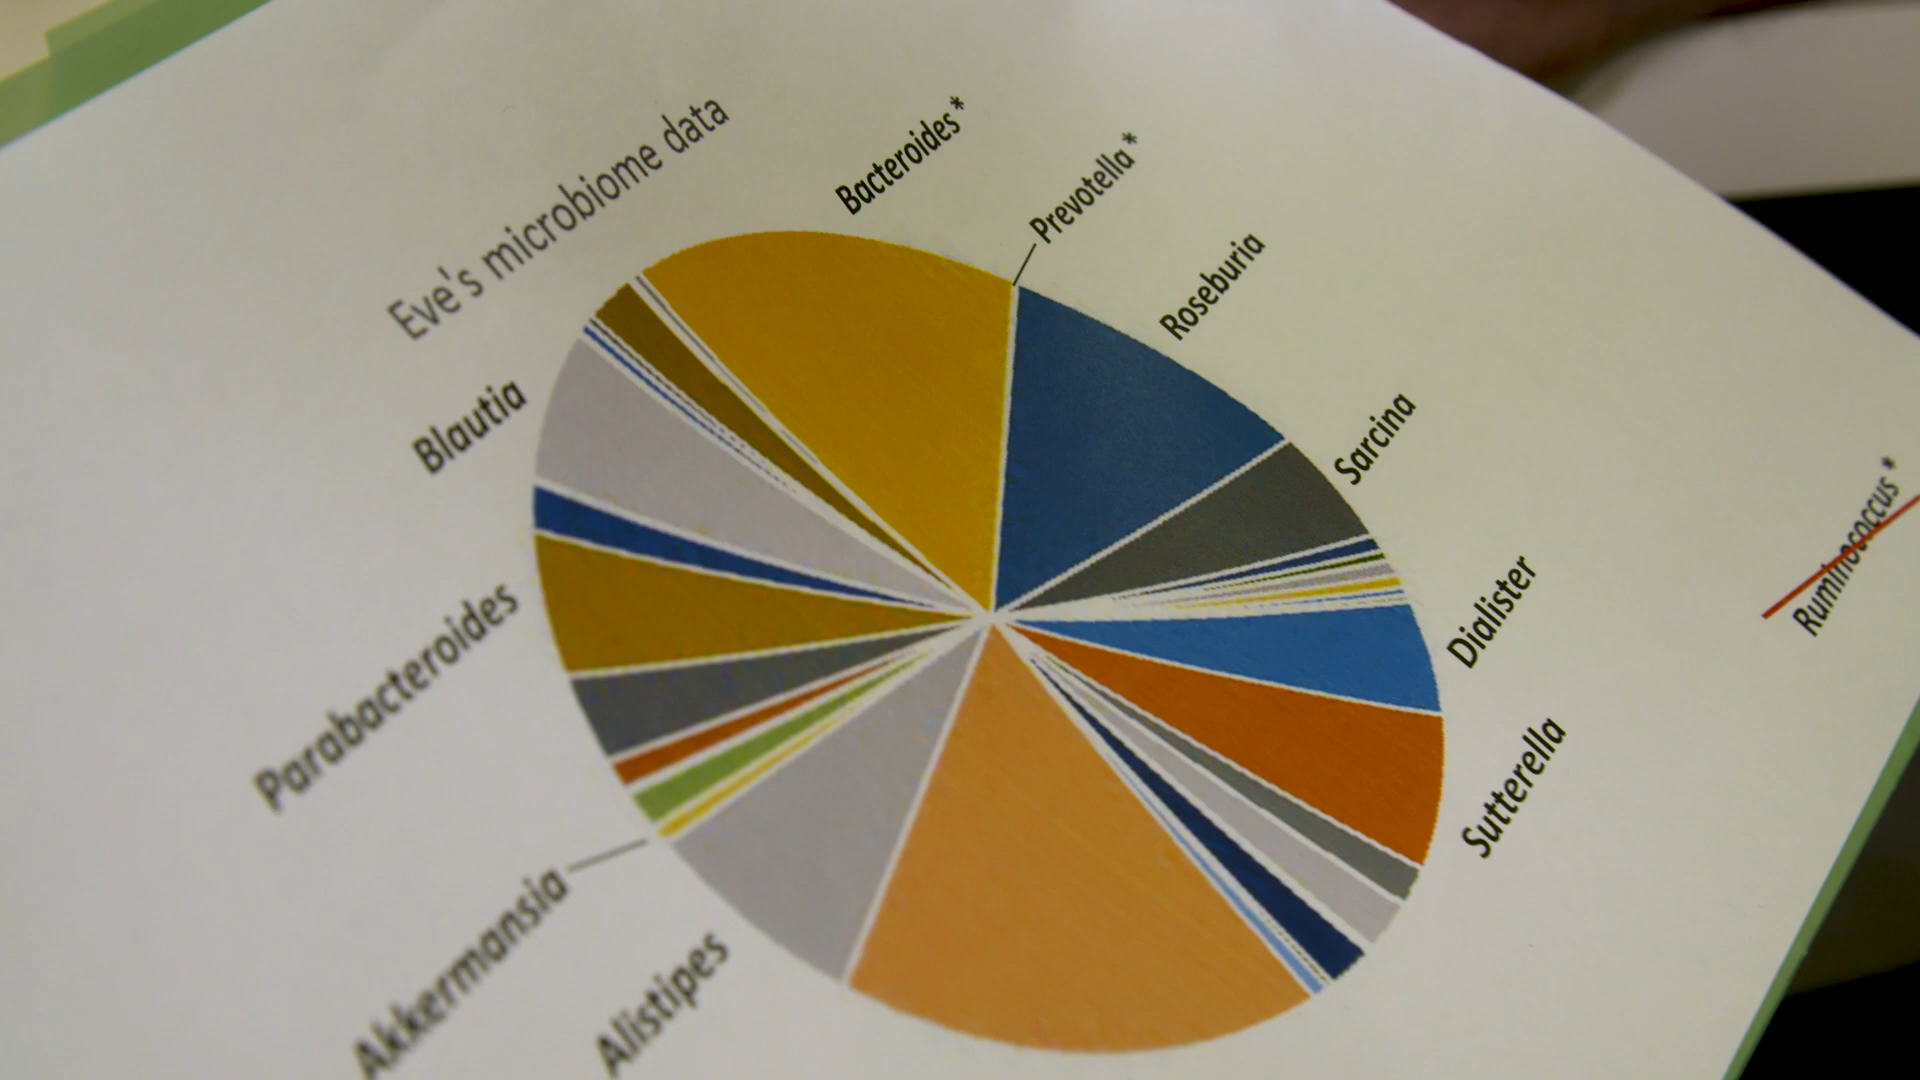 Eve's microbiome data
Bacteroides *
Prevotella *
Roseburia
Sarcina
Dialister
Sutterella
Ruminococcus *
Blautia
Parabacteroides
Akkermansia
Alistipes